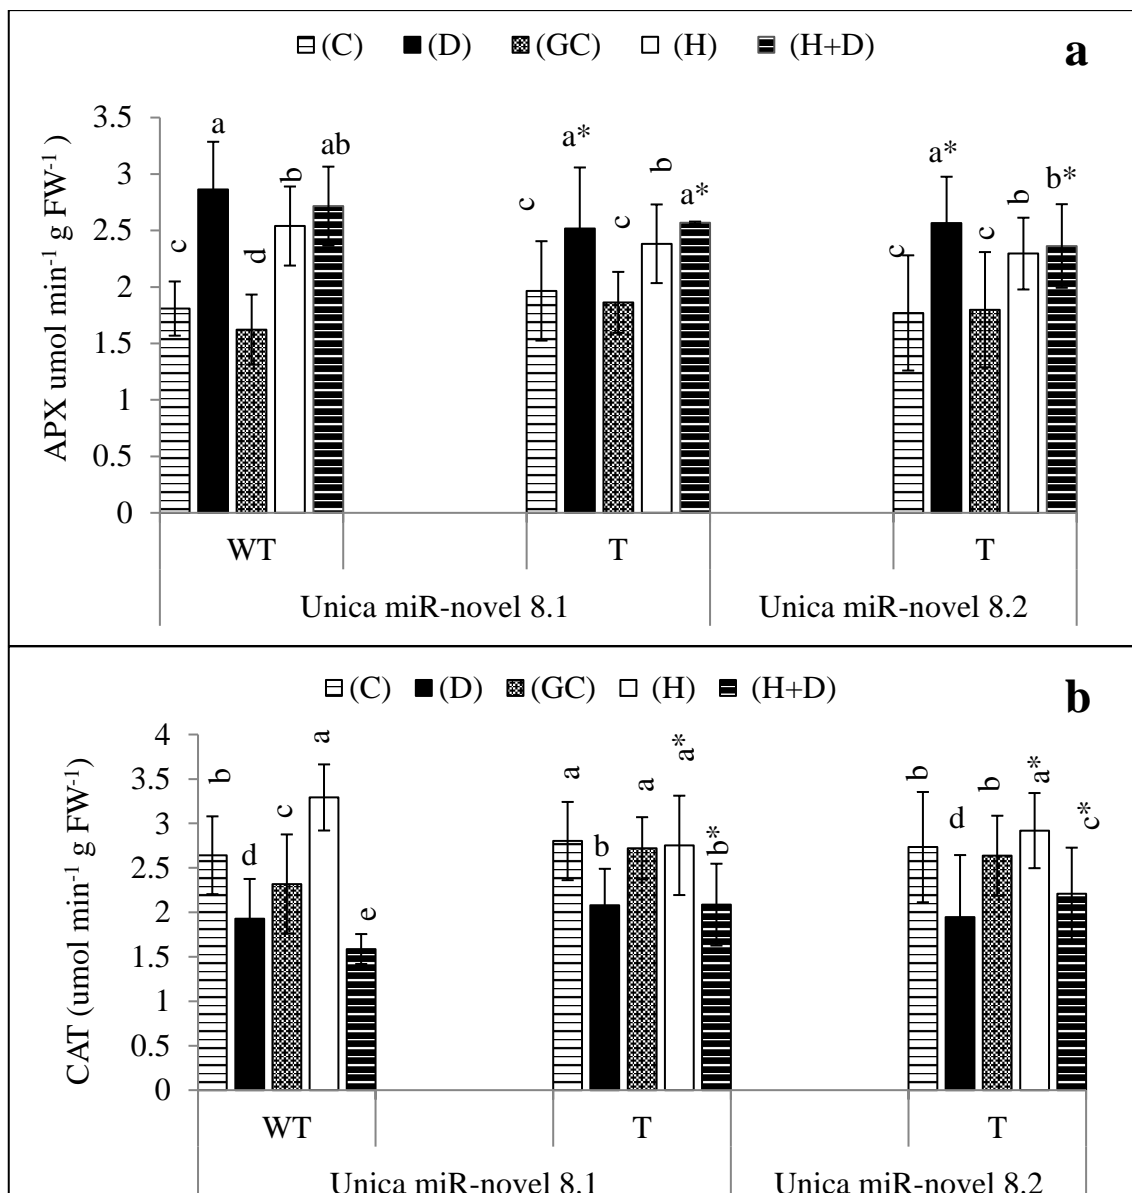 (C) (D) (GC) (H) (H+D)
a
APX umol min-1 g FW-1 )
3.5
3
2.5
2
1.5
1
0.5
0
c a d b ab
c a* c b a*
c a* c b b*
WT T T
Unica miR-novel 8.1 Unica miR-novel 8.2
(C) (D) (GC) (H) (H+D)
b
CAT (umol min-1 g FW-1)
4
3.5
3
2.5
2
1.5
1
0.5
0
b d c a e
a b a a* b*
b d b a* c*
WT T T
Unica miR-novel 8.1 Unica miR-novel 8.2